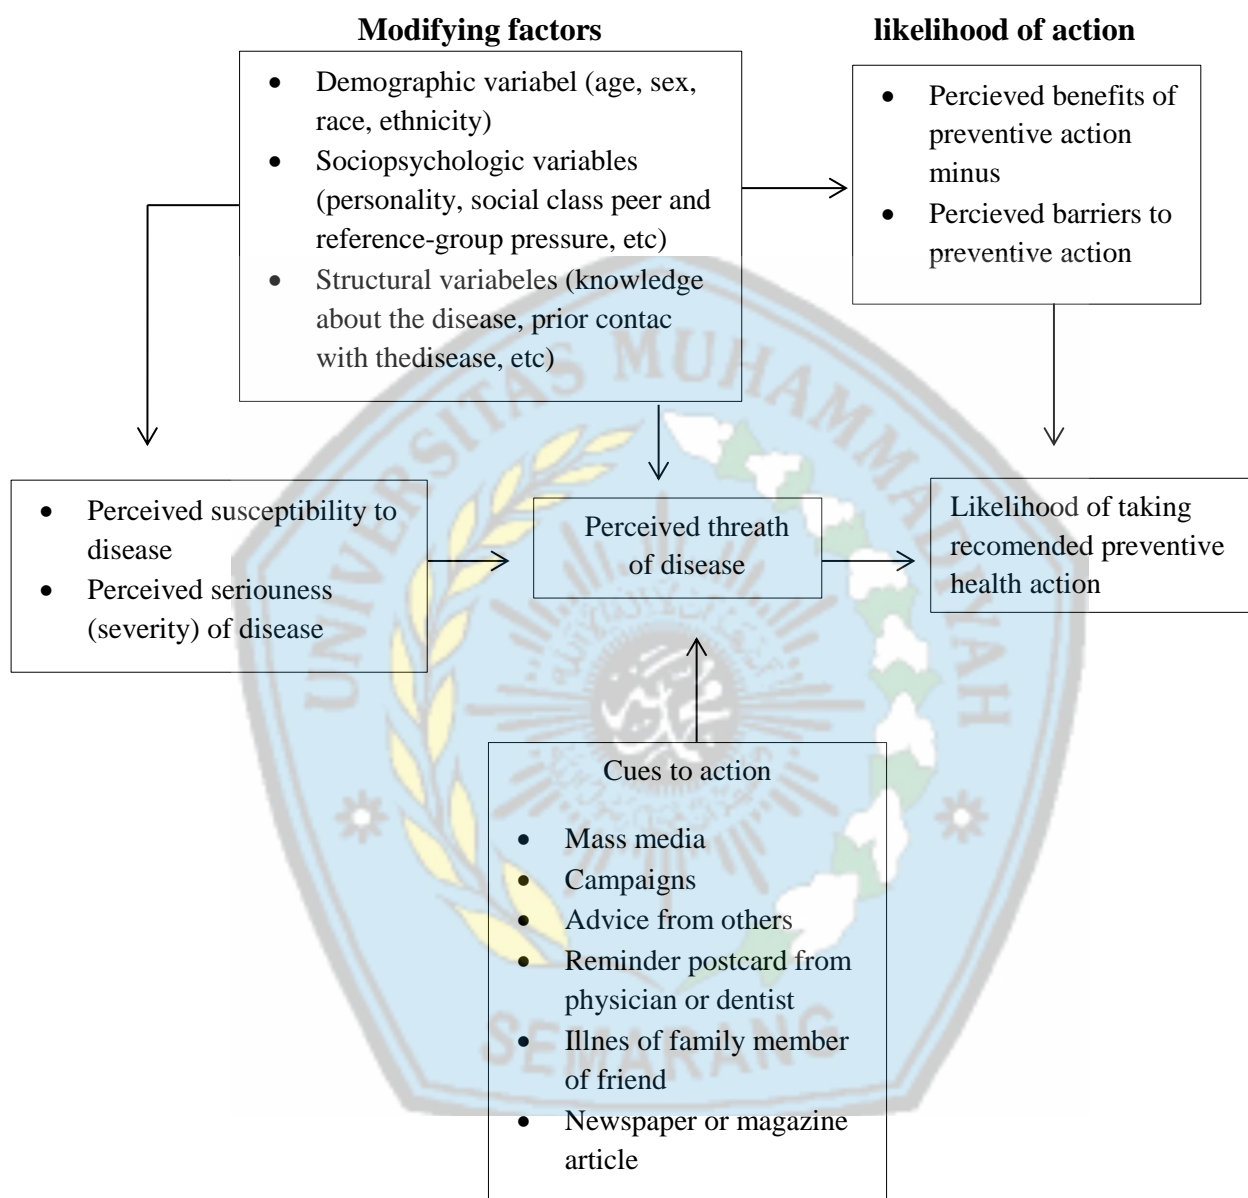 Modifying factors
likelihood of action
• Demographic variabel (age, sex,
race, ethnicity)
• Sociopsychologic variables
(personality, social class peer and
reference-group pressure, etc)
• Structural variabeles (knowledge
about the disease, prior contac
with thedisease, etc)
• Percieved benefits of
preventive action
minus
• Percieved barriers to
preventive action
• Perceived susceptibility to
disease
• Perceived seriouness
(severity) of disease
Perceived threath
of disease
Likelihood of taking
recomended preventive
health action
Cues to action
• Mass media
• Campaigns
• Advice from others
• Reminder postcard from
physician or dentist
• Illnes of family member
of friend
• Newspaper or magazine
article
UNIVERSITAS MUHAMMADIYAH
SEMARANG